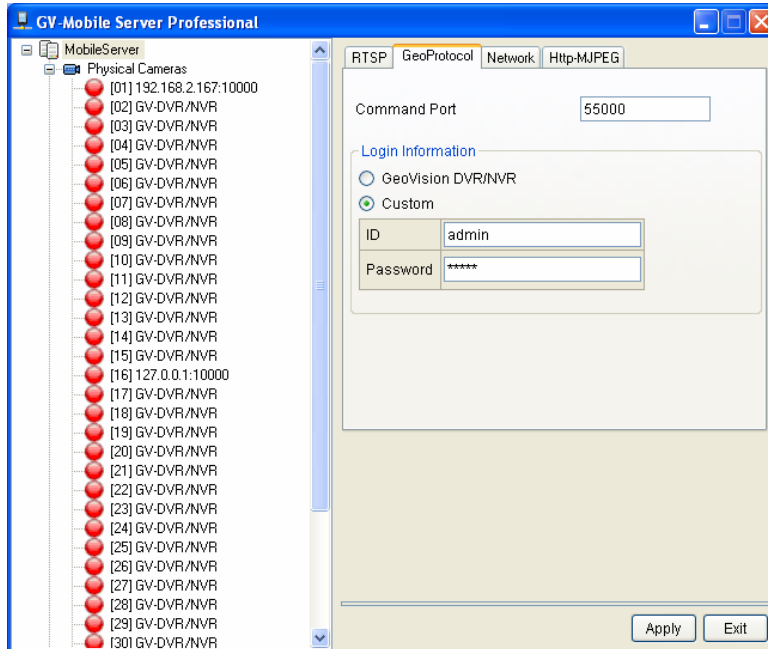 GV-Mobile Server Professional
MobileServer
Physical Cameras
[01] 192.168.2.167:10000
[02] GV-DVR/NVR
[03] GV-DVR/NVR
[04] GV-DVR/NVR
[05] GV-DVR/NVR
[06] GV-DVR/NVR
[07] GV-DVR/NVR
[08] GV-DVR/NVR
[09] GV-DVR/NVR
[10] GV-DVR/NVR
[11] GV-DVR/NVR
[12] GV-DVR/NVR
[13] GV-DVR/NVR
[14] GV-DVR/NVR
[15] GV-DVR/NVR
[16] 127.0.0.1:10000
[17] GV-DVR/NVR
[18] GV-DVR/NVR
[19] GV-DVR/NVR
[20] GV-DVR/NVR
[21] GV-DVR/NVR
[22] GV-DVR/NVR
[23] GV-DVR/NVR
[24] GV-DVR/NVR
[25] GV-DVR/NVR
[26] GV-DVR/NVR
[27] GV-DVR/NVR
[28] GV-DVR/NVR
[29] GV-DVR/NVR
[30] GV-DVR/NVR
RTSP GeoProtocol Network Http-MJPEG
Command Port 55000
Login Information
GeoVision DVR/NVR
Custom
ID admin
Password *****
Apply Exit